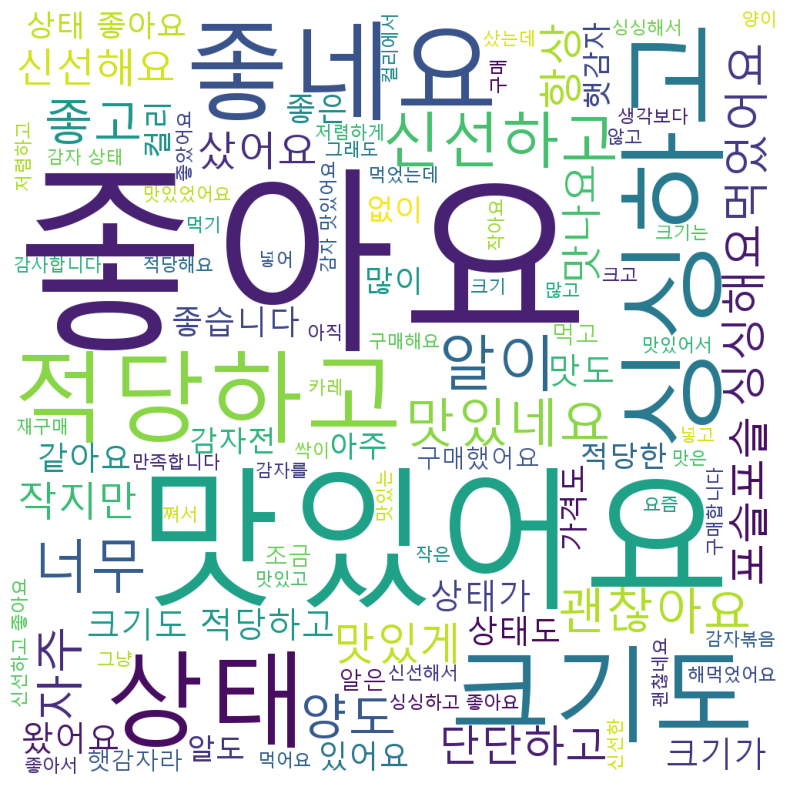 상태 좋아요
좋네요
컬리에서
샀는데
구매
항상
햇감자
싱싱해서
양이
신선해요
좋고
컬리
좋은
저렴하게
신선하고
생각보다
않고
싱싱하고
저렴하고
감자 상태
좋았어요
샀어요
그래도
맛나요
먹었어요
좋아요
맛있었어요
먹었는데
감자 맛있어요
없이
작아요
크기는
먹기
감사합니다
적당해요
넣어
많이
크기
많고
크고
싱싱해요
좋습니다
아직
구매해요
알이
먹고
맛도
맛있어서
적당하고
카레
맛있네요
재구매
감자전
같아요
만족합니다
싹이
아주
감자를
구매했어요
적당한
맛은
넣고
포슬포슬
작지만
쪄서
맛있어요
맛있는
가격도
요즘
구매합니다
너무
조금
맛있고
작은
상태가
괜찮아요
신선하고 좋아요
자주
크기도 적당하고
맛있게
상태도
크기도
감자볶음
그냥
상태
알은
신선해서
괜찮네요
해먹었어요
양도
싱싱하고 좋아요
왔어요
알도
있어요
단단하고
신선한
크기가
좋아서
햇감자라
먹어요